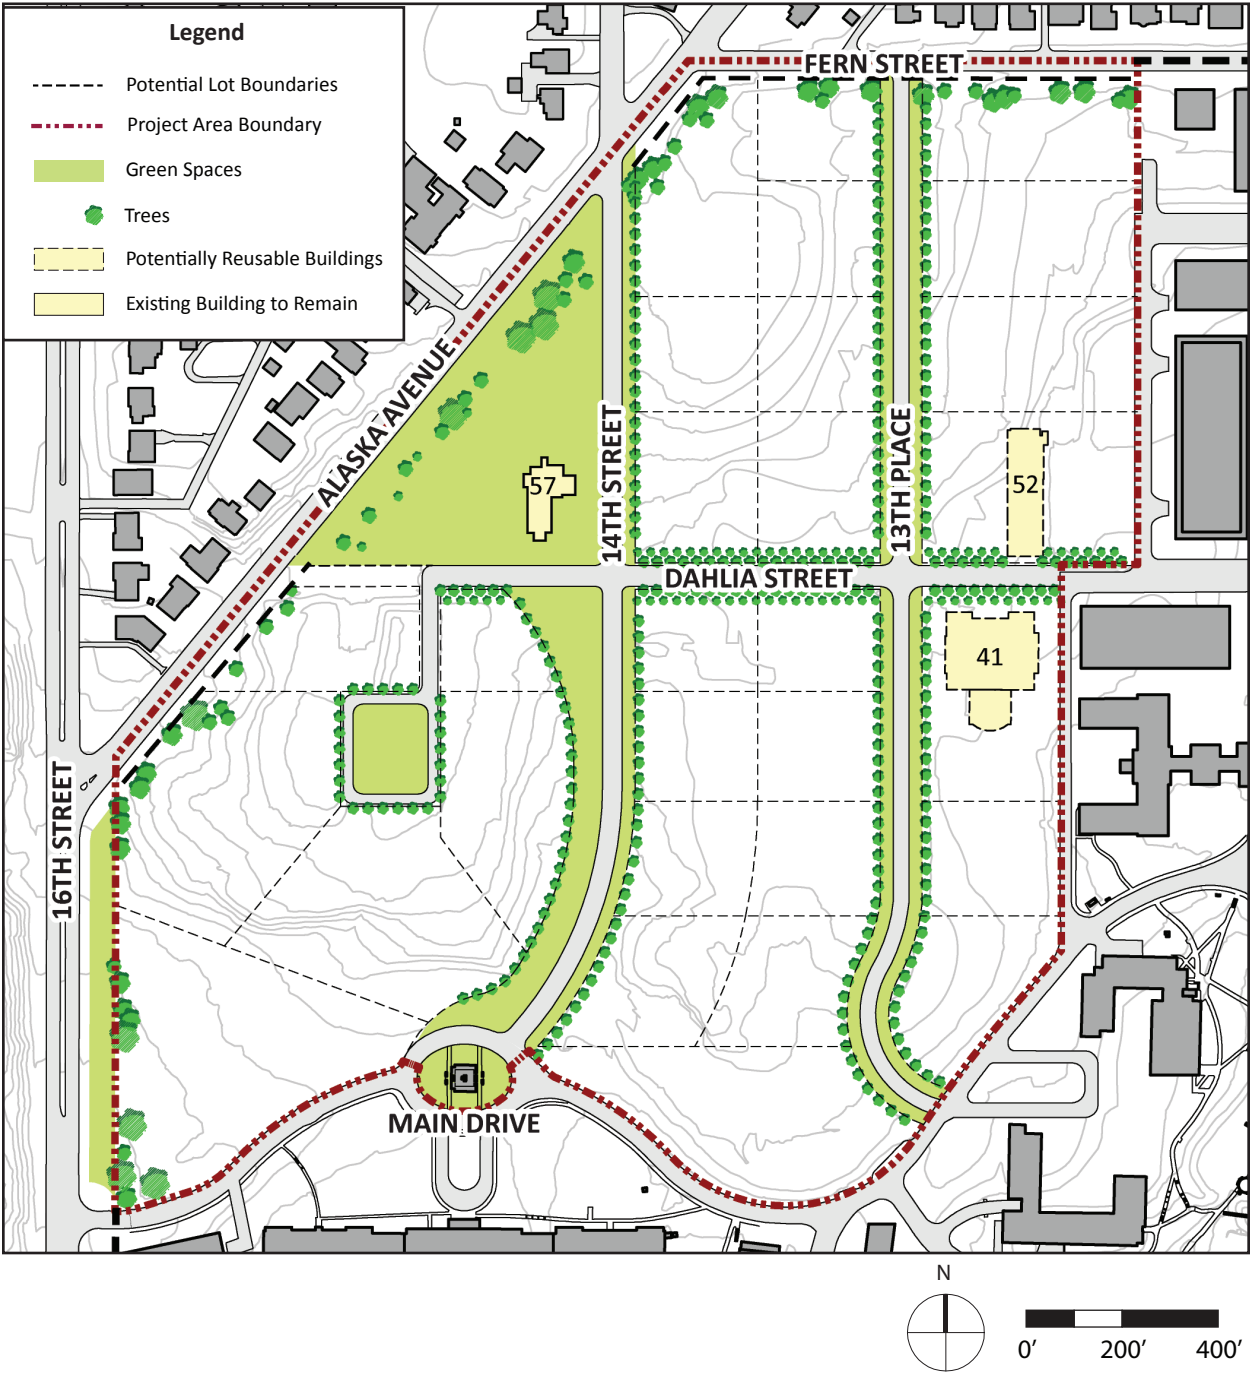 Legend
Potential Lot Boundaries
Project Area Boundary
Green Spaces
Trees
Potentially Reusable Buildings
Existing Building to Remain
FERN STREET
ALASKA AVENUE
14TH STREET
13TH PLACE
57
52
DAHLIA STREET
41
16TH STREET
MAIN DRIVE
N
0' 200' 400'